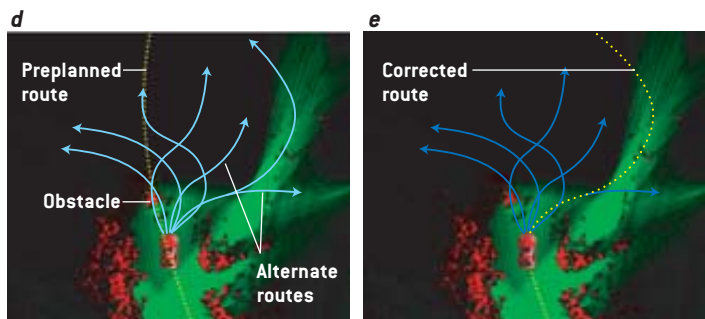 d
Preplanned
route
Obstacle
Alternate
routes
e
Corrected
route